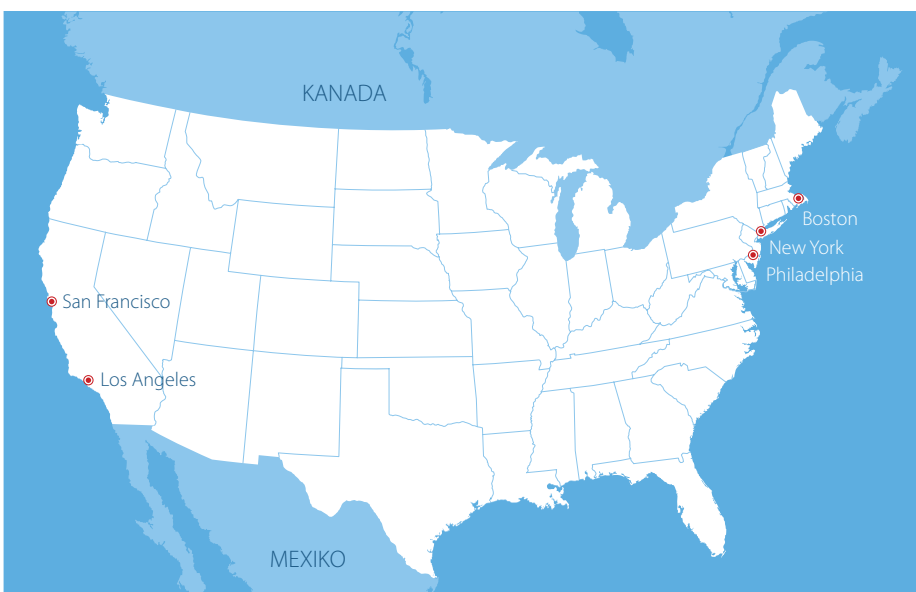 KANADA
Boston
New York
Philadelphia
San Francisco
Los Angeles
MEXIKO